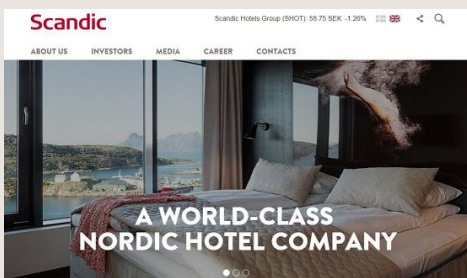 Scandic
Scandic Hotels Group (SHOT): 58.75 SEK -1.26%
ABOUT US INVESTORS MEDIA CAREER CONTACTS
A WORLD-CLASS
NORDIC HOTEL COMPANY